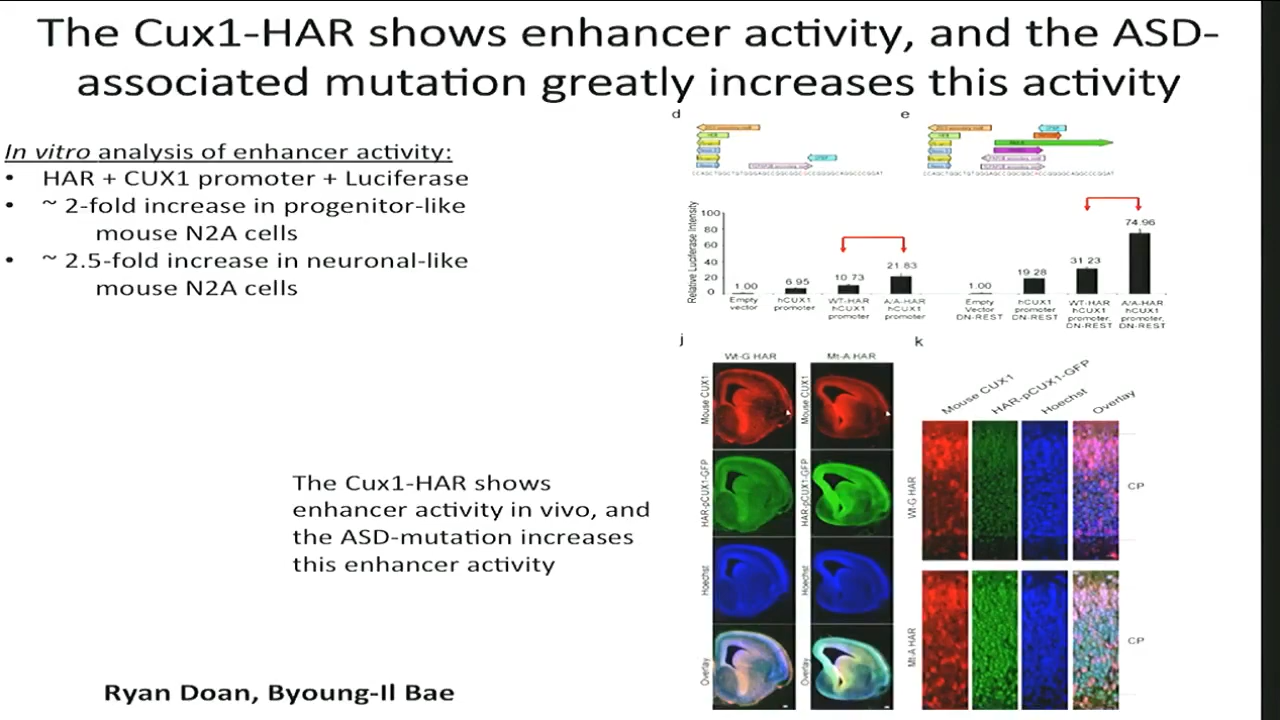 The Cux1-HAR shows enhancer activity, and the ASD-
associated mutation greatly increases this activity
In vitro analysis of enhancer activity:
• HAR + CUX1 promoter + Luciferase
• ~ 2-fold increase in progenitor-like
mouse N2A cells
• ~ 2.5-fold increase in neuronal-like
mouse N2A cells
The Cux1-HAR shows
enhancer activity in vivo, and
the ASD-mutation increases
this enhancer activity
Ryan Doan, Byoung-Il Bae
d
e
Relative Luciferase Intensity
100
80
60
40
20
0
1.00
6.95
10.73
21.83
1.00
19.28
31.23
74.96
Empty
vector
hCUX1
promoter
WT-HAR
hCUX1
promoter
A/A-HAR
hCUX1
promoter
Empty
Vector
DN-REST
hCUX1
promoter
DN-REST
WT-HAR
hCUX1
promoter,
DN-REST
A/A-HAR
hCUX1
promoter,
DN-REST
j
Wt-G HAR
Mt-A HAR
Mouse CUX1
Mouse CUX1
HAR-pCUX1-GFP
HAR-pCUX1-GFP
Hoechst
Hoechst
Overlay
Overlay
k
Mouse CUX1
HAR-pCUX1-GFP
Hoechst
Overlay
Wt-G HAR
CP
Mt-A HAR
CP